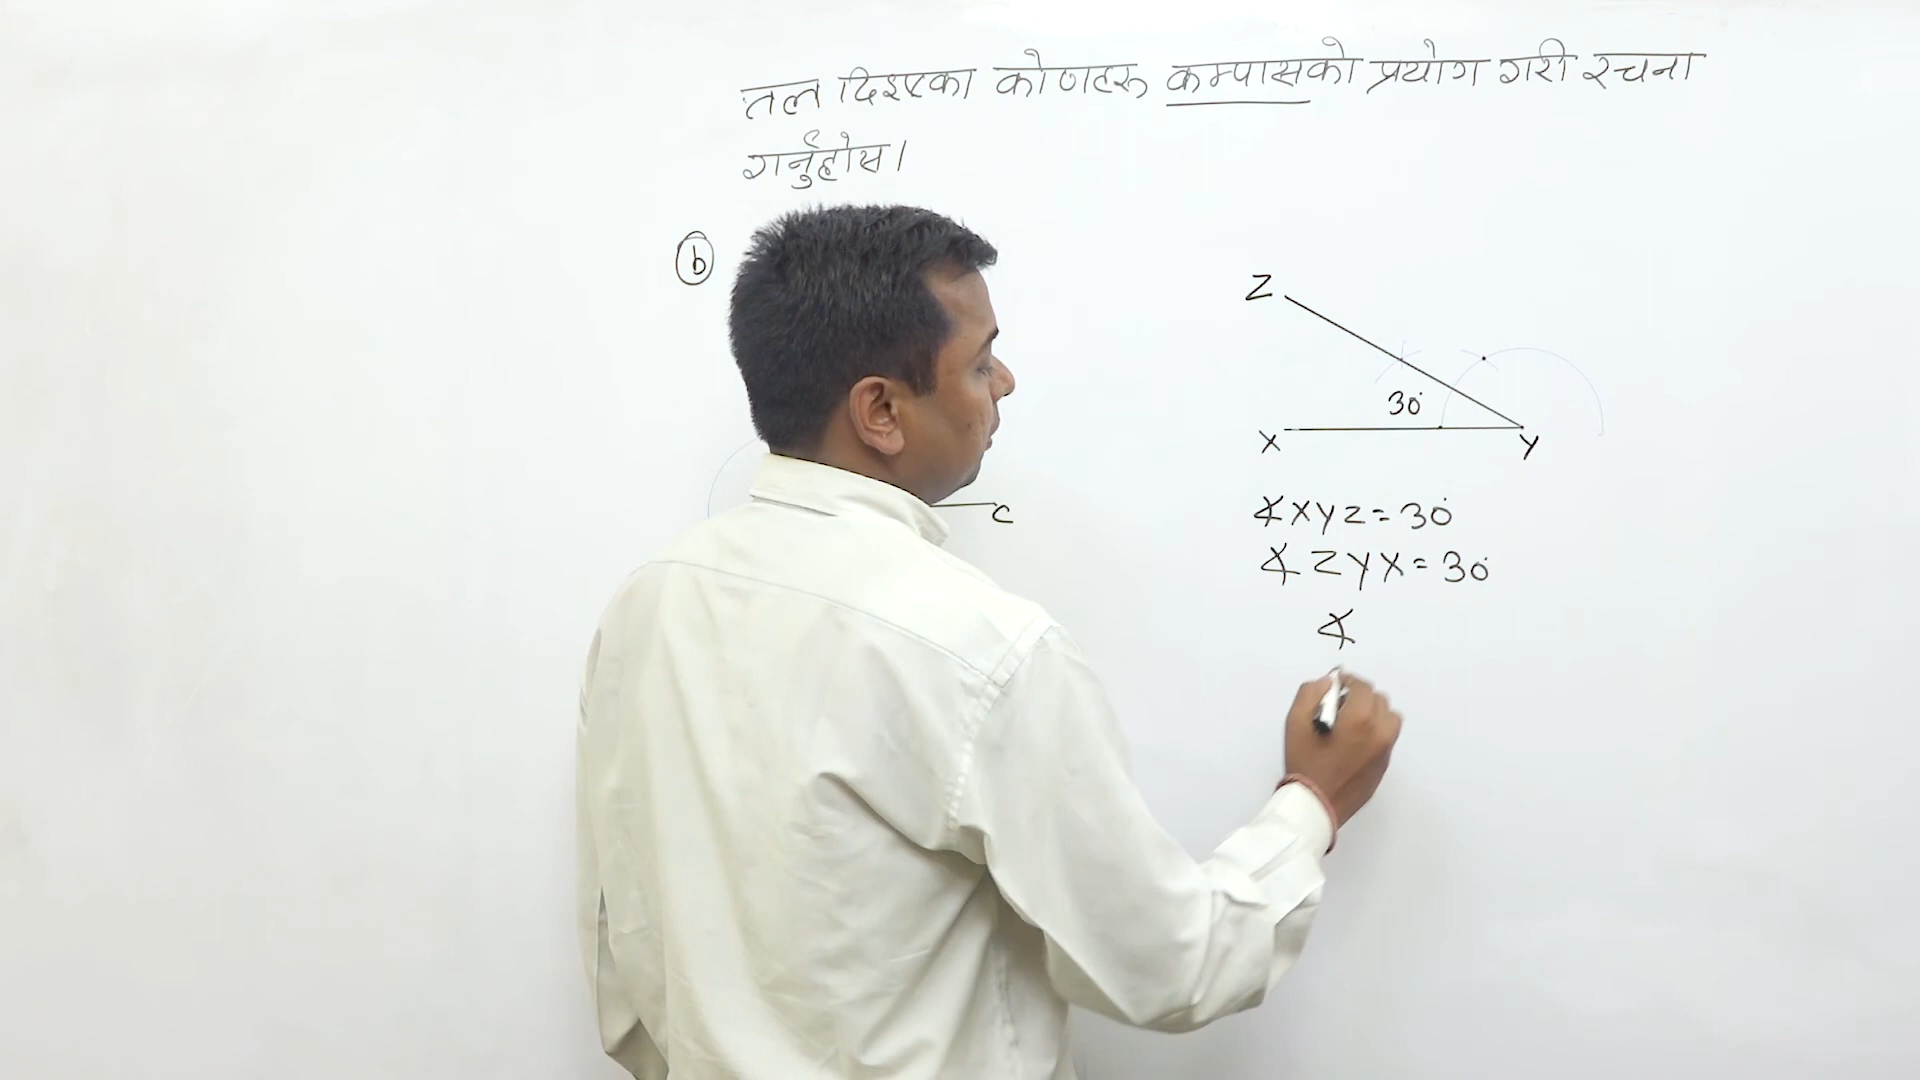 तल दिइएका कोणहरू कम्पासको प्रयोग गरी रचना
गर्नुहोस।
b
Z
30°
X Y
C
∡XYZ=30°
∡ZYX=30°
∡